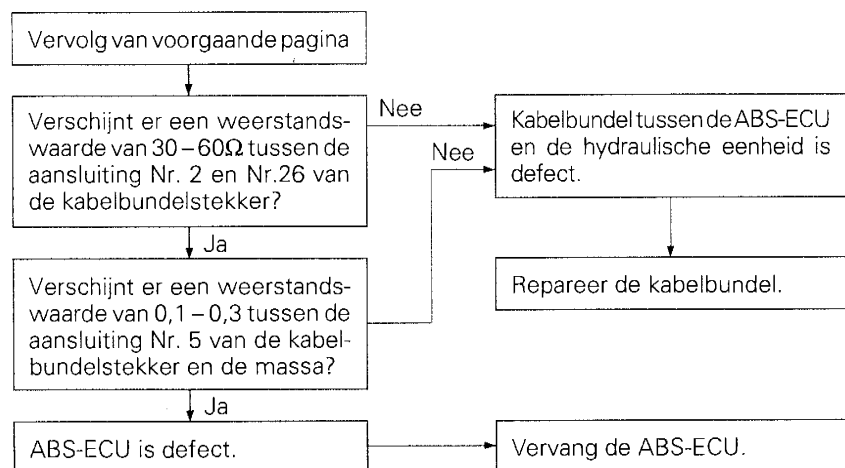 Vervolg van voorgaande pagina
Nee
Verschijnt er een weerstands-
waarde van 30–60Ω tussen de
aansluiting Nr. 2 en Nr.26 van
de kabelbundelstekker?
Kabelbundel tussen de ABS-ECU
en de hydraulische eenheid is
defect.
Nee
Ja
Verschijnt er een weerstands-
waarde van 0,1–0,3 tussen de
aansluiting Nr. 5 van de kabel-
bundelstekker en de massa?
Repareer de kabelbundel.
Ja
ABS-ECU is defect.
Vervang de ABS-ECU.